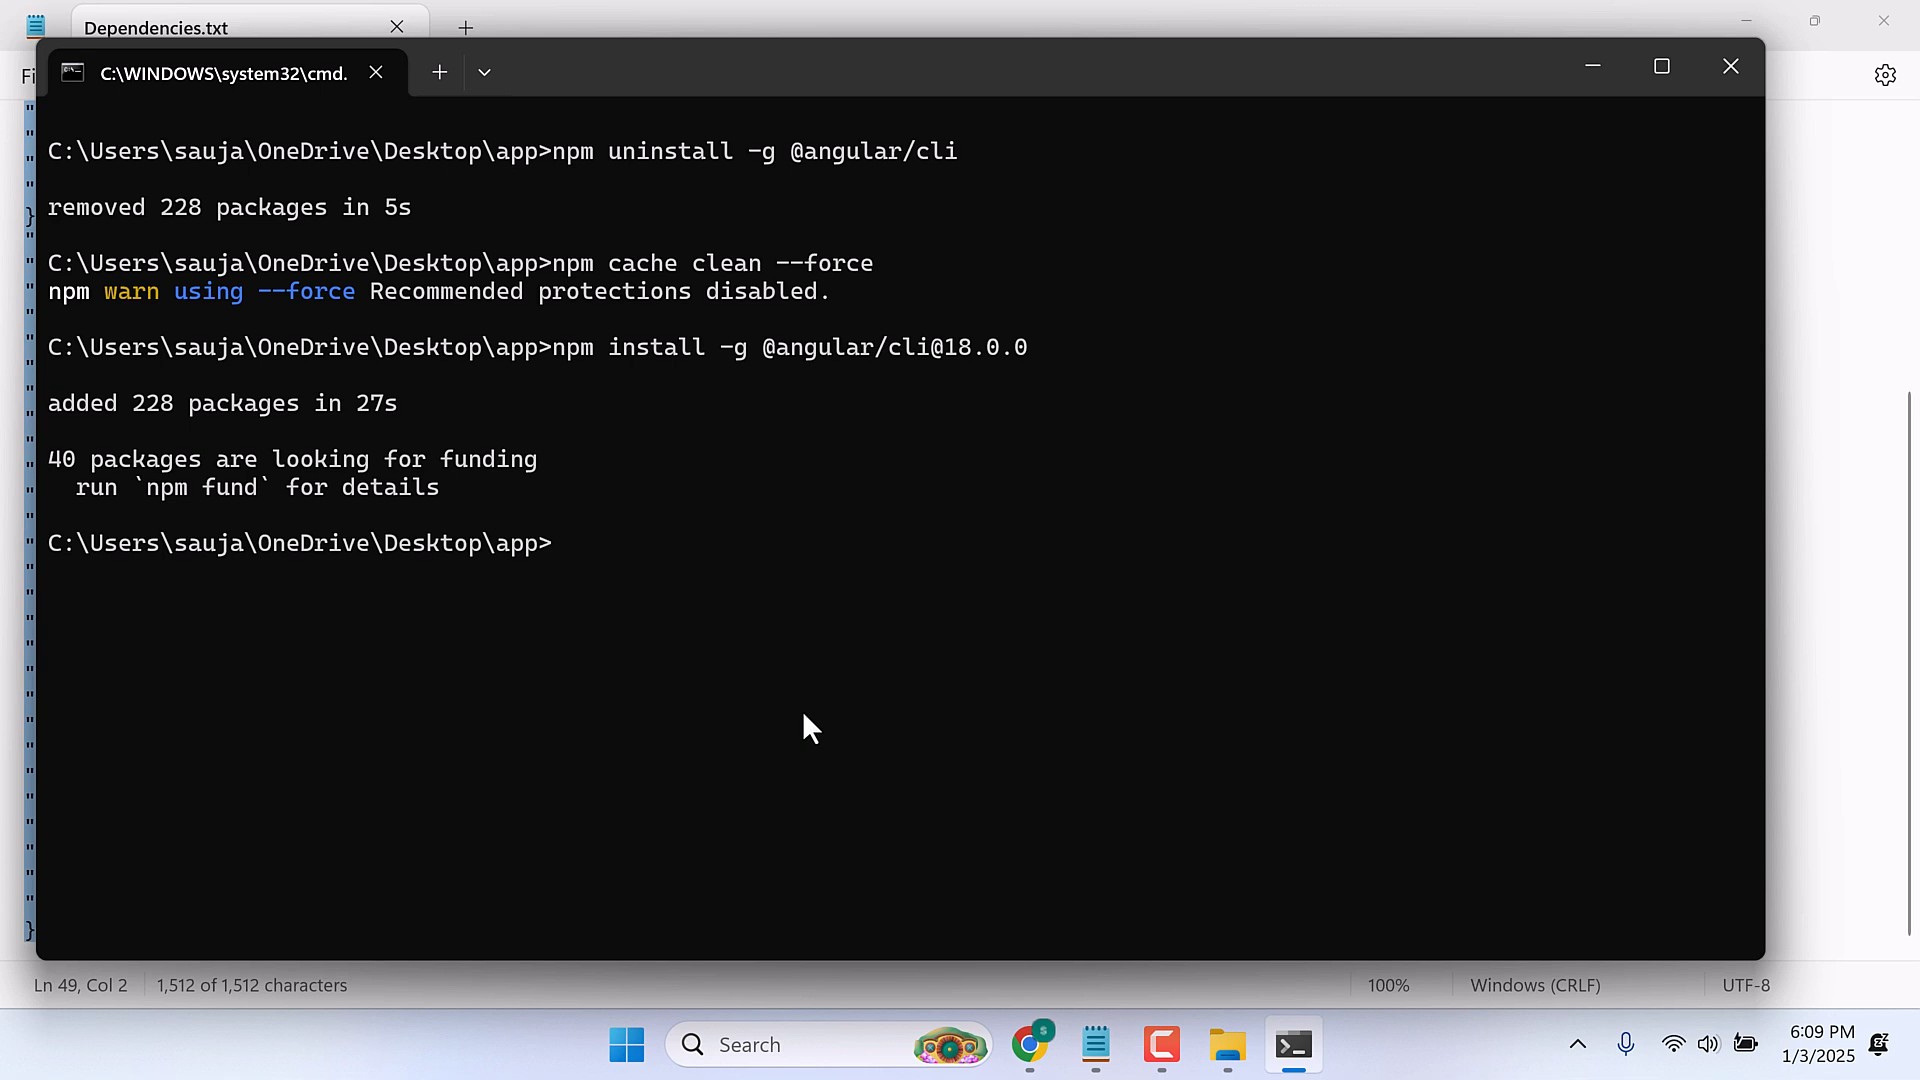 Dependencies.txt
C:\WINDOWS\system32\cmd.
Fi
C:\Users\sauja\OneDrive\Desktop\app>npm uninstall -g @angular/cli
removed 228 packages in 5s
C:\Users\sauja\OneDrive\Desktop\app>npm cache clean --force
npm warn using --force Recommended protections disabled.
C:\Users\sauja\OneDrive\Desktop\app>npm install -g @angular/cli@18.0.0
added 228 packages in 27s
40 packages are looking for funding
run `npm fund` for details
C:\Users\sauja\OneDrive\Desktop\app>
Ln 49, Col 2
1,512 of 1,512 characters
100%
Windows (CRLF)
UTF-8
Search
6:09 PM
1/3/2025